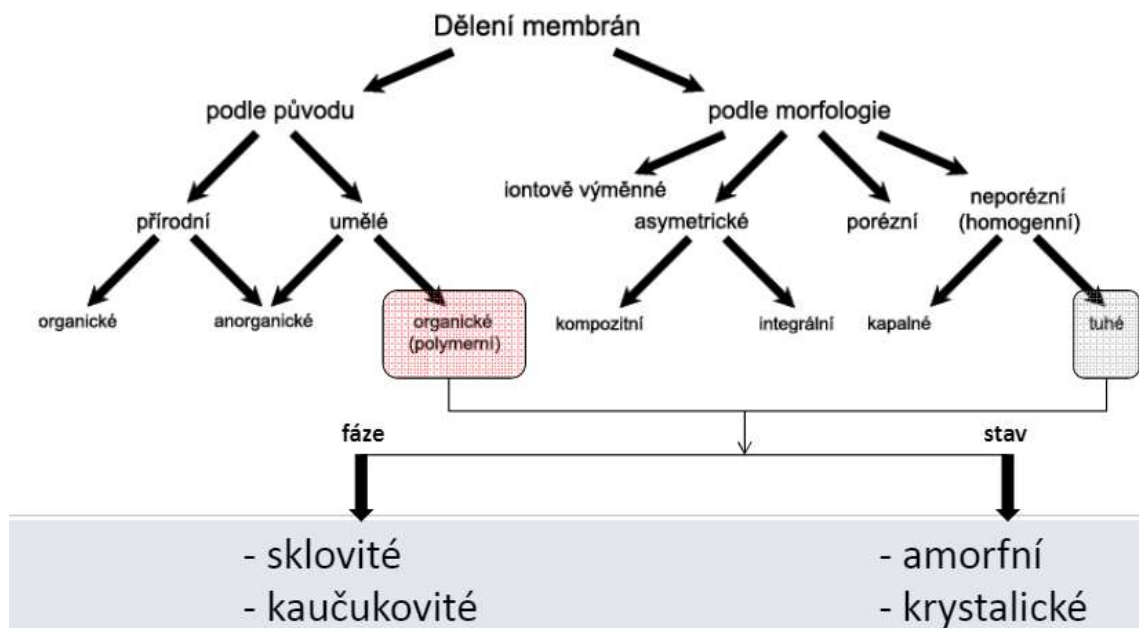 Dělení membrán
podle původu
podle morfologie
iontově výměnné
přírodní
umělé
asymetrické
porézní
neporézní
(homogenní)
organické
anorganické
organické
(polymerní)
kompozitní
integrální
kapalné
tuhé
fáze
stav
- sklovité
- kaučukovité
- amorfní
- krystalické